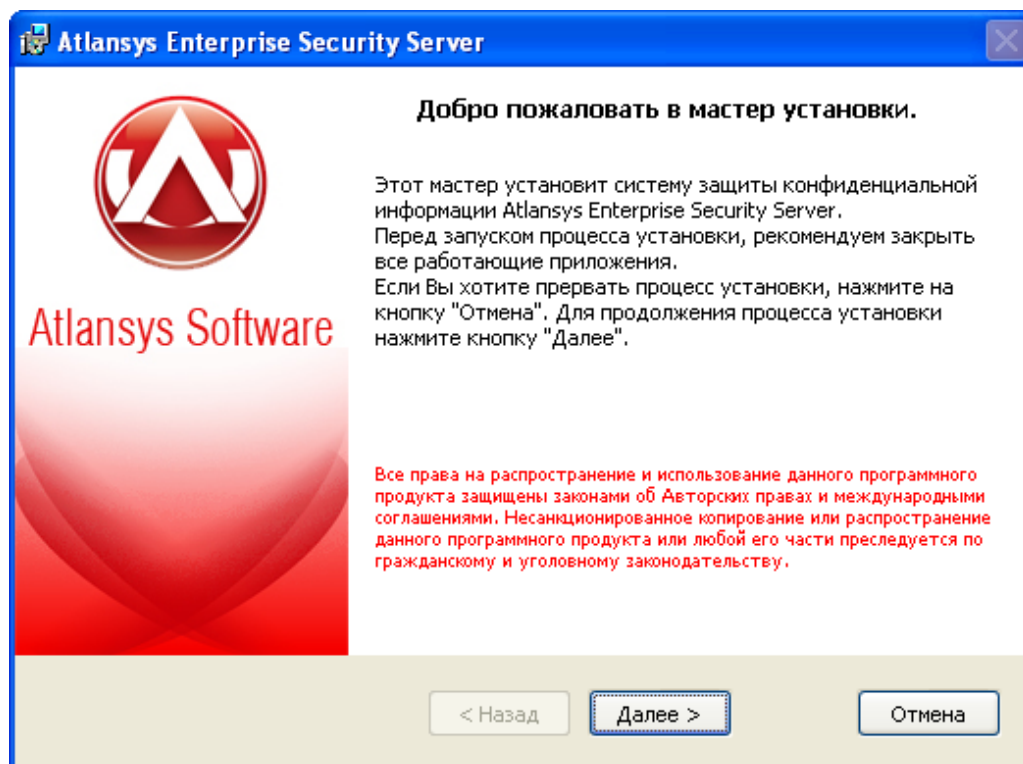 Atlansys Enterprise Security Server
Добро пожаловать в мастер установки.
Этот мастер установит систему защиты конфиденциальной
информации Atlansys Enterprise Security Server.
Перед запуском процесса установки, рекомендуем закрыть
все работающие приложения.
Если Вы хотите прервать процесс установки, нажмите на
кнопку "Отмена". Для продолжения процесса установки
нажмите кнопку "Далее".
Atlansys Software
Все права на распространение и использование данного программного
продукта защищены законами об Авторских правах и международными
соглашениями. Несанкционированное копирование или распространение
данного программного продукта или любой его части преследуется по
гражданскому и уголовному законодательству.
< Назад
Далее >
Отмена